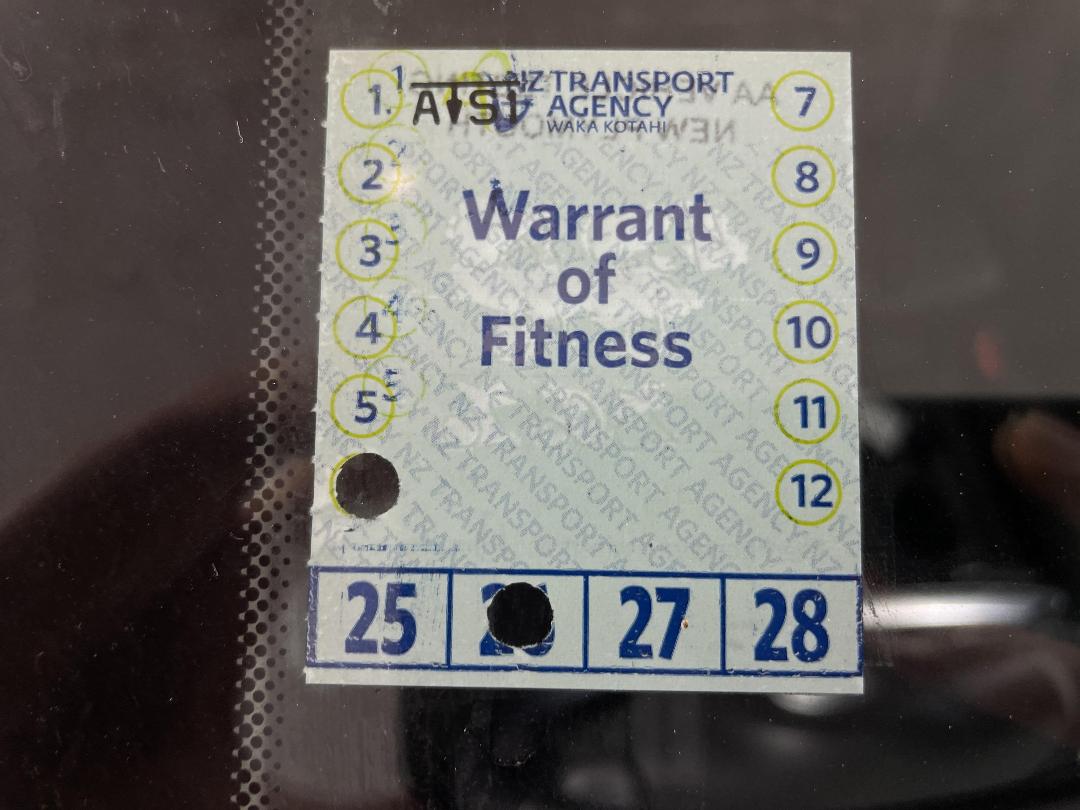 NZ TRANSPORT
AGENCY
WAKA KOTAHI
Warrant
of
Fitness
1
2
3
4
5
7
8
9
10
11
12
25 27 28